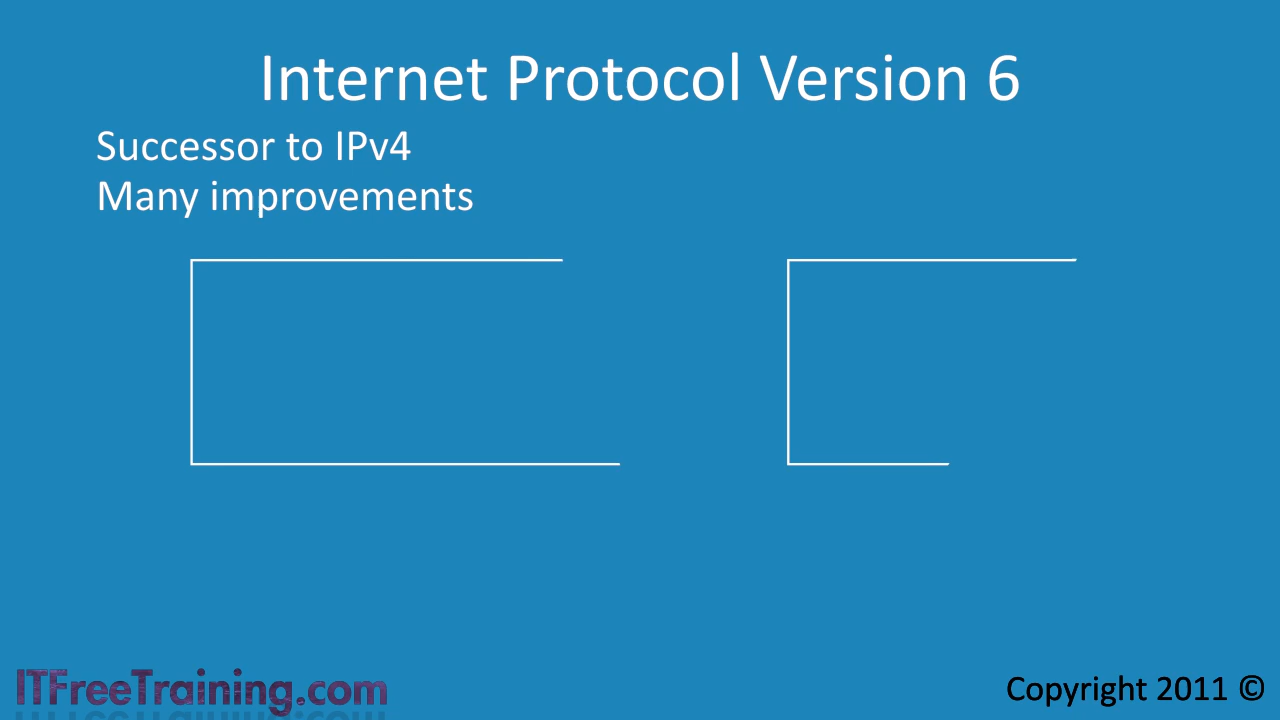 Internet Protocol Version 6
Successor to IPv4
Many improvements
ITFreeTraining.com
Copyright 2011 ©